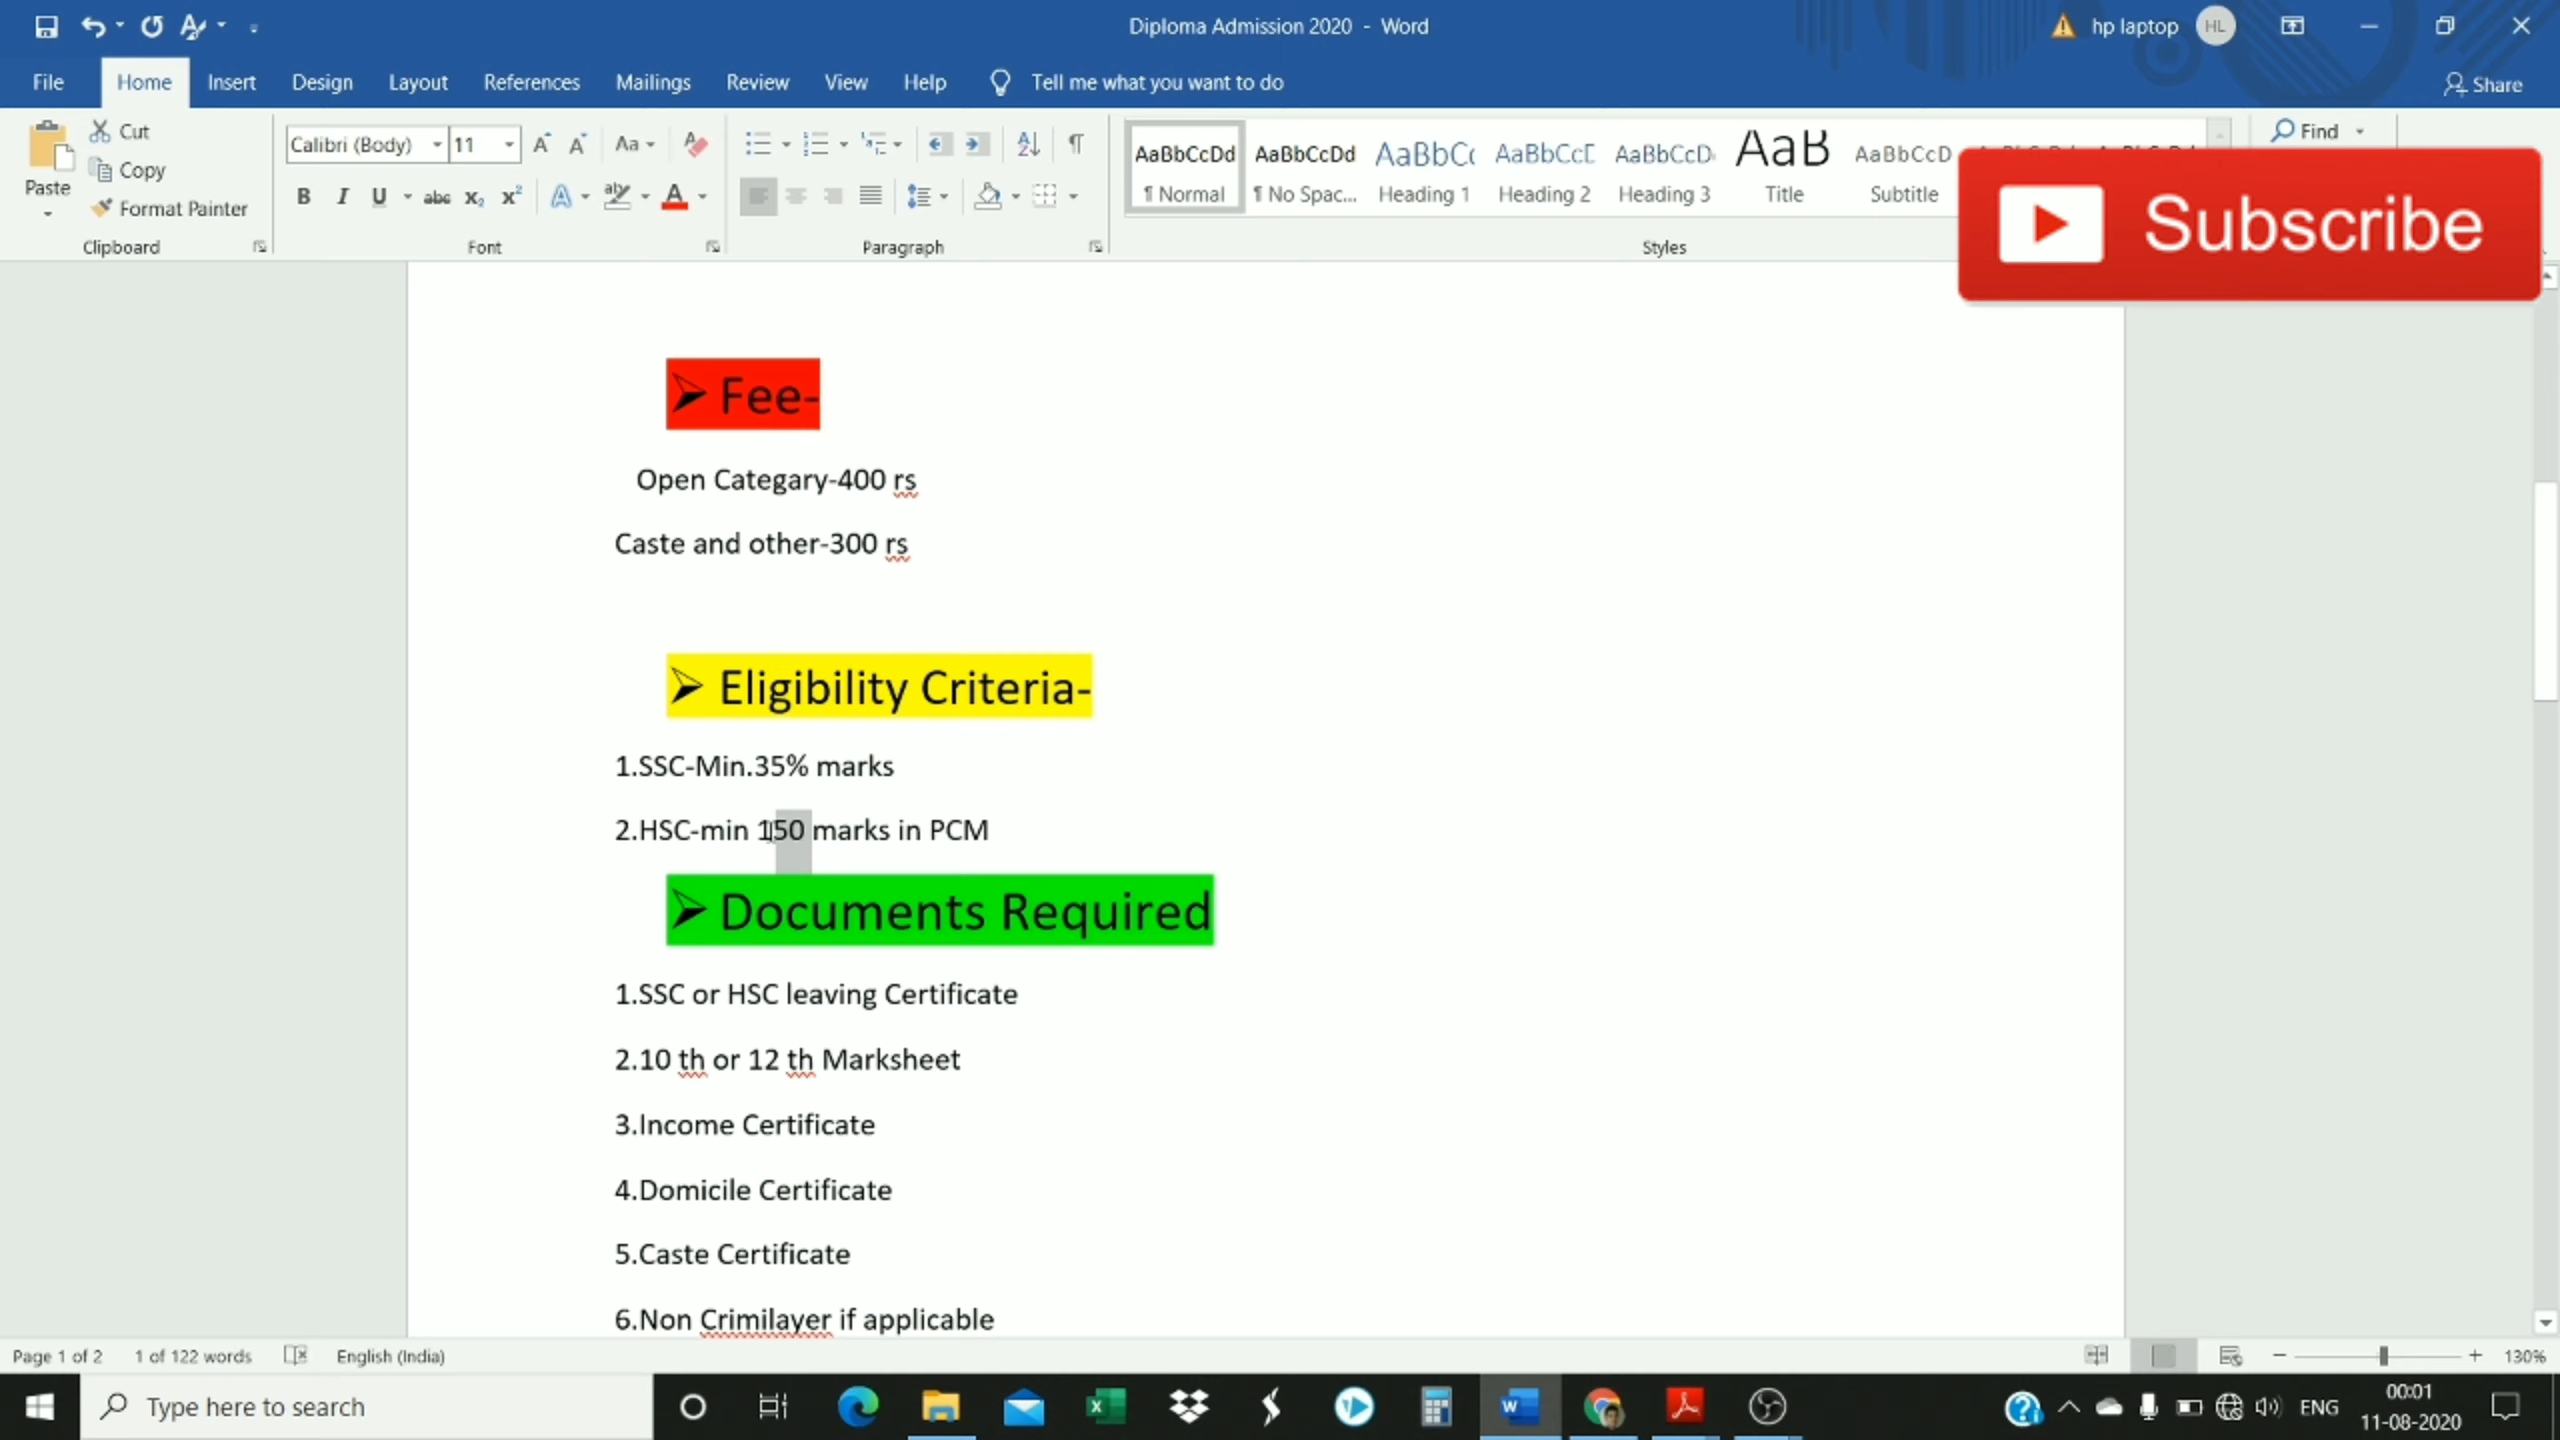 Diploma Admission 2020 - Word
hp laptop
HL
File
Home
Insert
Design
Layout
References
Mailings
Review
View
Help
Tell me what you want to do
Share
Paste
Cut
Copy
Format Painter
Clipboard
Calibri (Body)
11
Font
Paragraph
AaBbCcDd
¶ Normal
AaBbCcDd
¶ No Spac...
AaBbC
Heading 1
AaBbCc
Heading 2
AaBbCcD
Heading 3
AaB
Title
AaBbCcD
Subtitle
Styles
Find
Subscribe
➢ Fee-
Open Categary-400 rs
Caste and other-300 rs
➢ Eligibility Criteria-
1.SSC-Min.35% marks
2.HSC-min 150 marks in PCM
➢ Documents Required
1.SSC or HSC leaving Certificate
2.10 th or 12 th Marksheet
3.Income Certificate
4.Domicile Certificate
5.Caste Certificate
6.Non Crimilayer if applicable
Page 1 of 2
1 of 122 words
English (India)
130%
Type here to search
ENG
00:01
11-08-2020